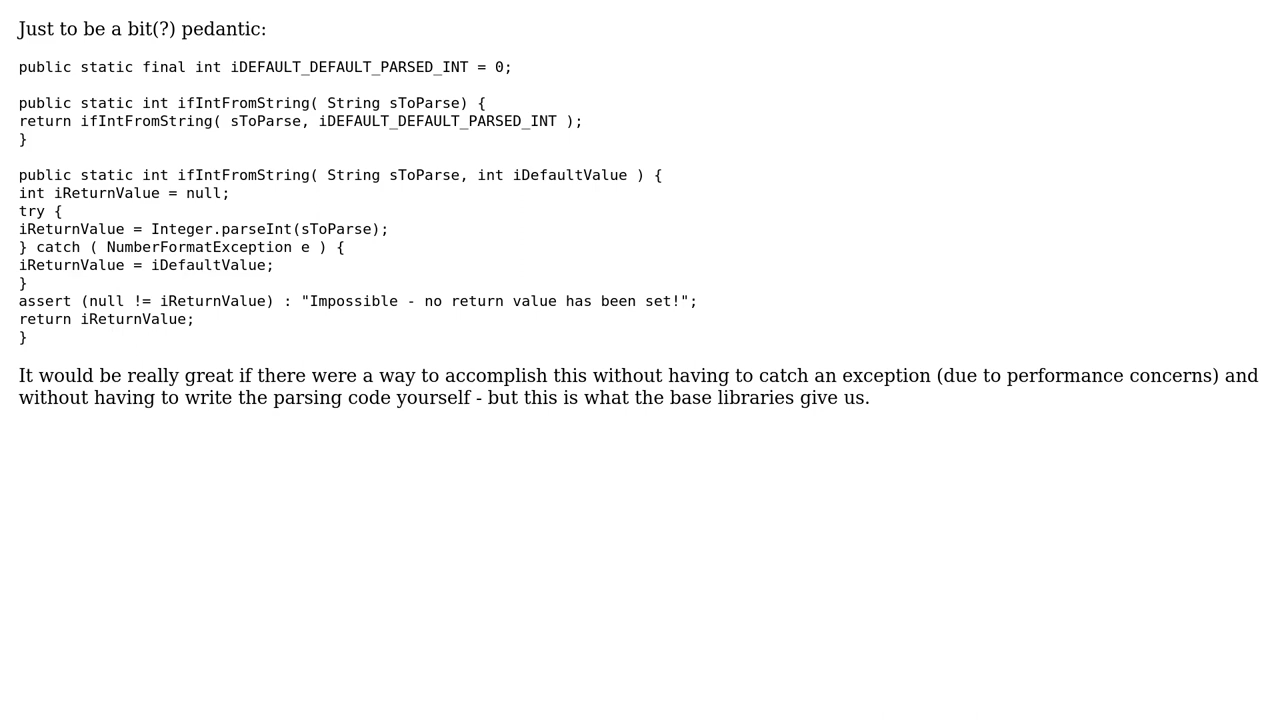 Just to be a bit(?) pedantic:
public static final int iDEFAULT_DEFAULT_PARSED_INT = 0;
public static int ifIntFromString( String sToParse) {
return ifIntFromString( sToParse, iDEFAULT_DEFAULT_PARSED_INT );
}
public static int ifIntFromString( String sToParse, int iDefaultValue ) {
int iReturnValue = null;
try {
iReturnValue = Integer.parseInt(sToParse);
} catch ( NumberFormatException e ) {
iReturnValue = iDefaultValue;
}
assert (null != iReturnValue) : "Impossible - no return value has been set!";
return iReturnValue;
}
It would be really great if there were a way to accomplish this without having to catch an exception (due to performance concerns) and
without having to write the parsing code yourself - but this is what the base libraries give us.